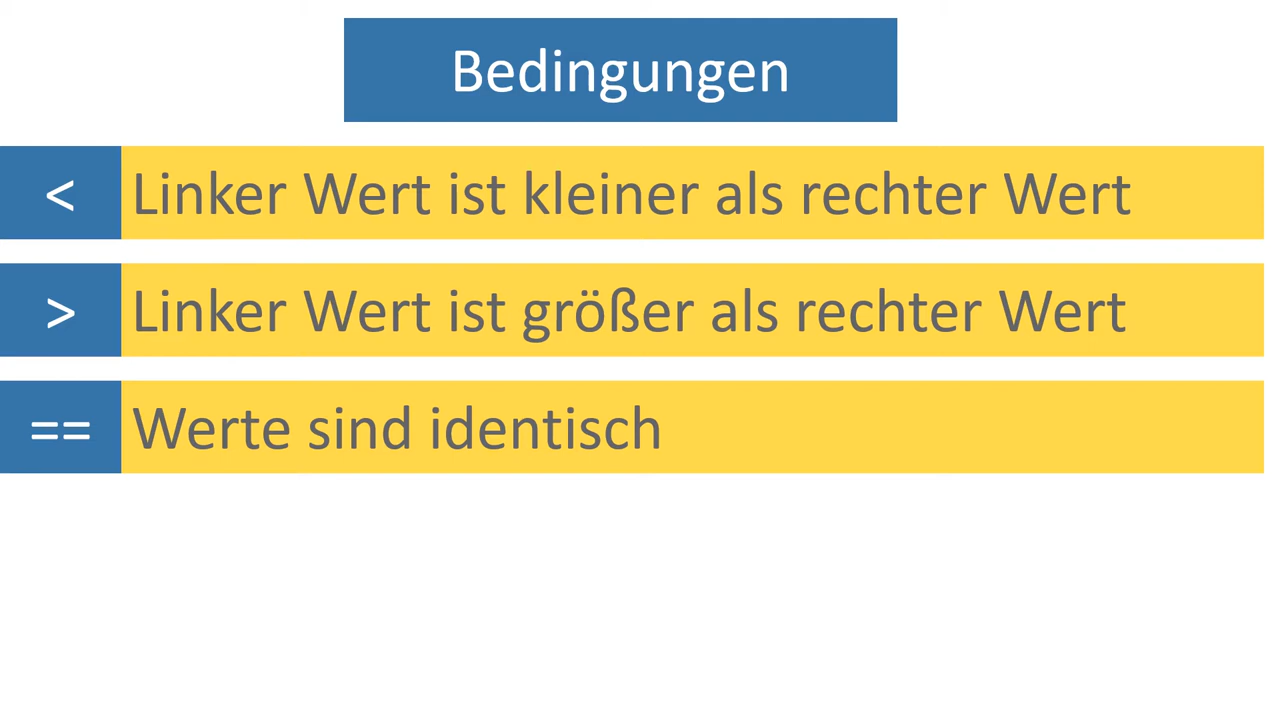 Bedingungen
< Linker Wert ist kleiner als rechter Wert
> Linker Wert ist größer als rechter Wert
== Werte sind identisch